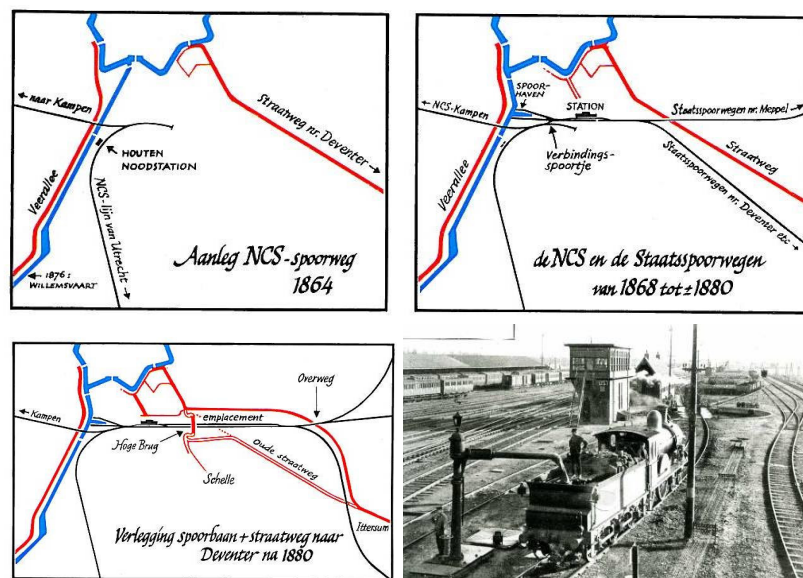 naar Kampen
Straatweg nr. Deventer
HOUTEN
NOODSTATION
Veerallee
NCS-lijn van Utrecht
1876:
WILLEMSVAART
Aanleg NCS-spoorweg
1864
NCS-Kampen
SPOOR-
HAVEN
STATION
Staatsspoorwegen nr. Meppel
Verbindings-
spoortje
Straatweg
Veerallee
Staatsspoorwegen nr. Deventer etc
de NCS en de Staatsspoorwegen
van 1868 tot ± 1880
Overweg
Kampen
emplacement
Hoge Brug
Oude straatweg
Schelle
Ittersum
Verlegging spoorbaan + straatweg naar
Deventer na 1880